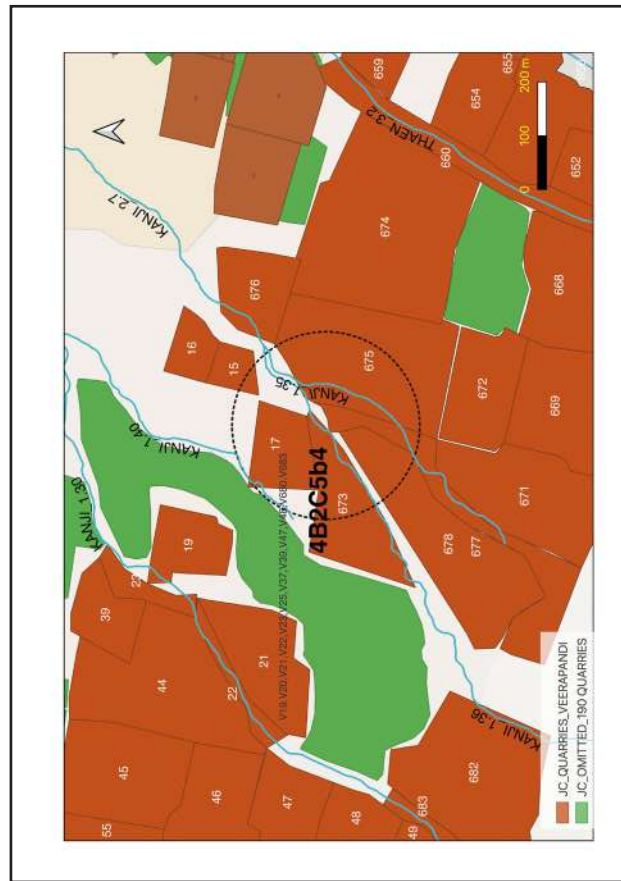 55
45
39
KANJI_1.30
23
44
KANJI_2.7
KANJI_1.40
19
16
46
22
15
676
21
17
V19,V20,V21,V22,V23,V25,V37,V39,V47,V48,V680,V683
47
KANJI_1.35
4B2C5b4
673
48
675
674
659
49
683
THAEN_3.2
660
678
677
682
672
654
655
KANJI_1.36
671
0 100 200 m
669
668
652
JC_QUARRIES_VEERAPANDI
JC_OMITTED_190 QUARRIES